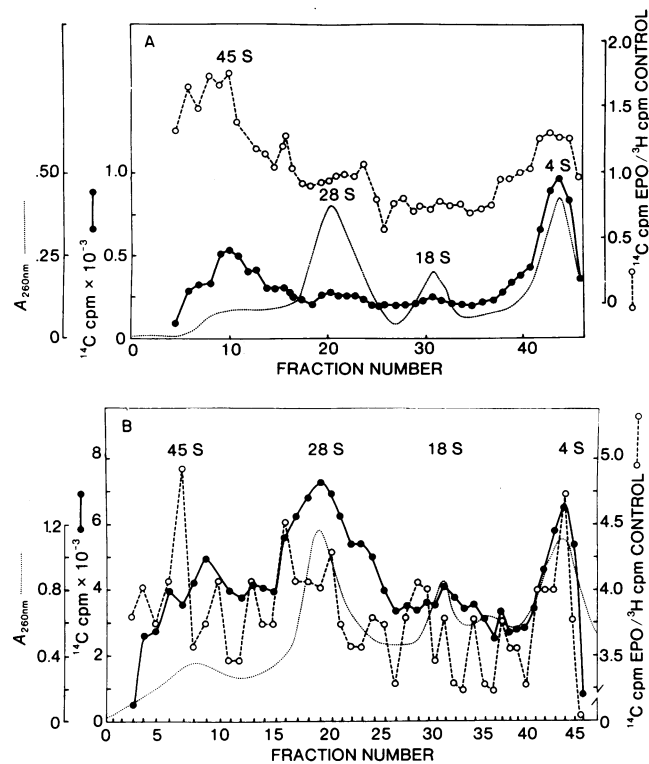 A
45 S
28 S
18 S
4 S
.50
.25
0
A260nm
1.0
0.5
0
14C cpm × 10−3
2.0
1.5
1.0
0.5
0
14C cpm EPO/3H cpm CONTROL
0 10 20 30 40
FRACTION NUMBER
B
45 S 28 S 18 S 4 S
1.2
0.8
0.4
0
A260nm
8
6
4
2
0
14C cpm × 10−3
5.0
4.5
4.0
3.5
0
14C cpm EPO/3H cpm CONTROL
0 5 10 15 20 25 30 35 40 45
FRACTION NUMBER